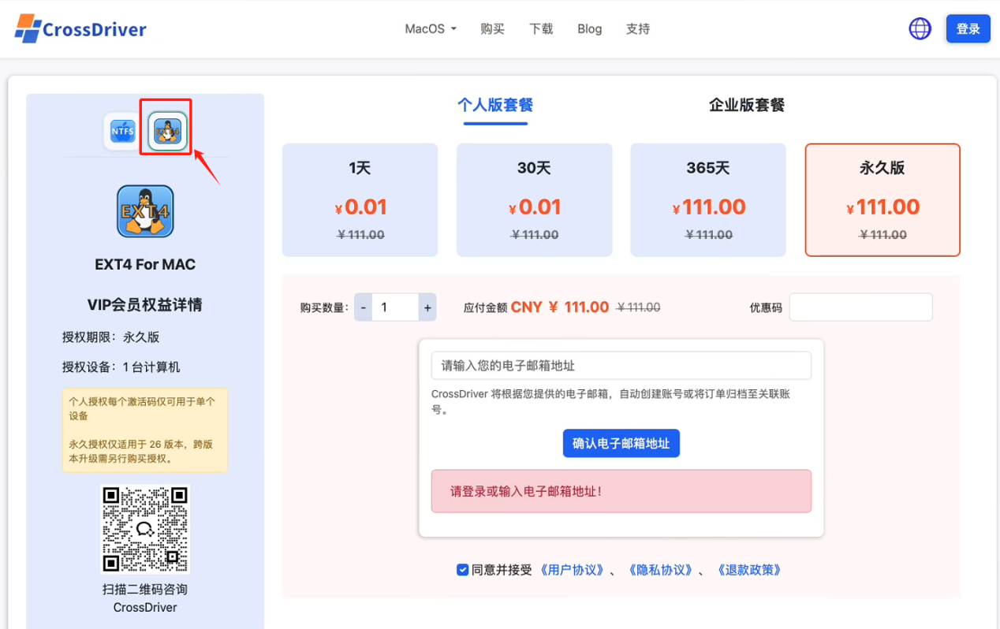 CrossDriver
MacOS
购买
下载
Blog
支持
登录
NTFS
EXT4
EXT4
EXT4 For MAC
VIP会员权益详情
授权期限：永久版
授权设备：1 台计算机
个人授权每个激活码仅可用于单个
设备
永久授权仅适用于 26 版本，跨版
本升级需另行购买授权。
扫描二维码咨询
CrossDriver
个人版套餐
企业版套餐
1天
¥0.01
¥111.00
30天
¥0.01
¥111.00
365天
¥111.00
¥111.00
永久版
¥111.00
¥111.00
购买数量：
-
1
+
应付金额 CNY ¥ 111.00 ¥111.00
优惠码
请输入您的电子邮箱地址
CrossDriver 将根据您提供的电子邮箱，自动创建账号或将订单归档至关联账
号。
确认电子邮箱地址
请登录或输入电子邮箱地址！
同意并接受 《用户协议》、 《隐私协议》、 《退款政策》